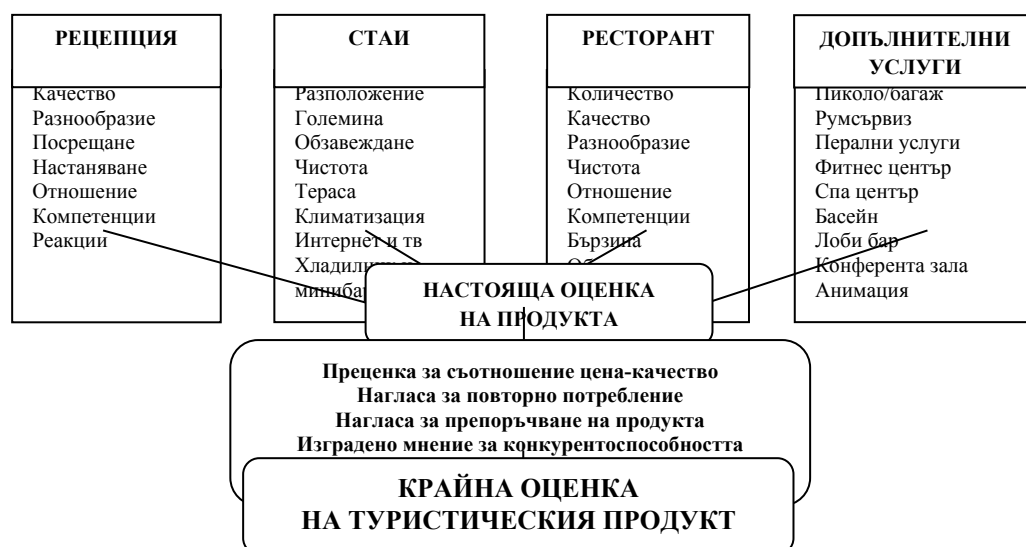 РЕЦЕПЦИЯ
Качество
Разнообразие
Посрещане
Настаняване
Отношение
Компетенции
Реакции
СТАИ
Разположение
Големина
Обзавеждане
Чистота
Тераса
Климатизация
Интернет и тв
Хладилник
минибар
РЕСТОРАНТ
Количество
Качество
Разнообразие
Чистота
Отношение
Компетенции
Бързина
ДОПЪЛНИТЕЛНИ
УСЛУГИ
Пиколо/багаж
Румсървиз
Перални услуги
Фитнес център
Спа център
Басейн
Лоби бар
Конферента зала
Анимация
НАСТОЯЩА ОЦЕНКА
НА ПРОДУКТА
Преценка за съотношение цена-качество
Нагласа за повторно потребление
Нагласа за препоръчване на продукта
Изградено мнение за конкурентоспособността
КРАЙНА ОЦЕНКА
НА ТУРИСТИЧЕСКИЯ ПРОДУКТ